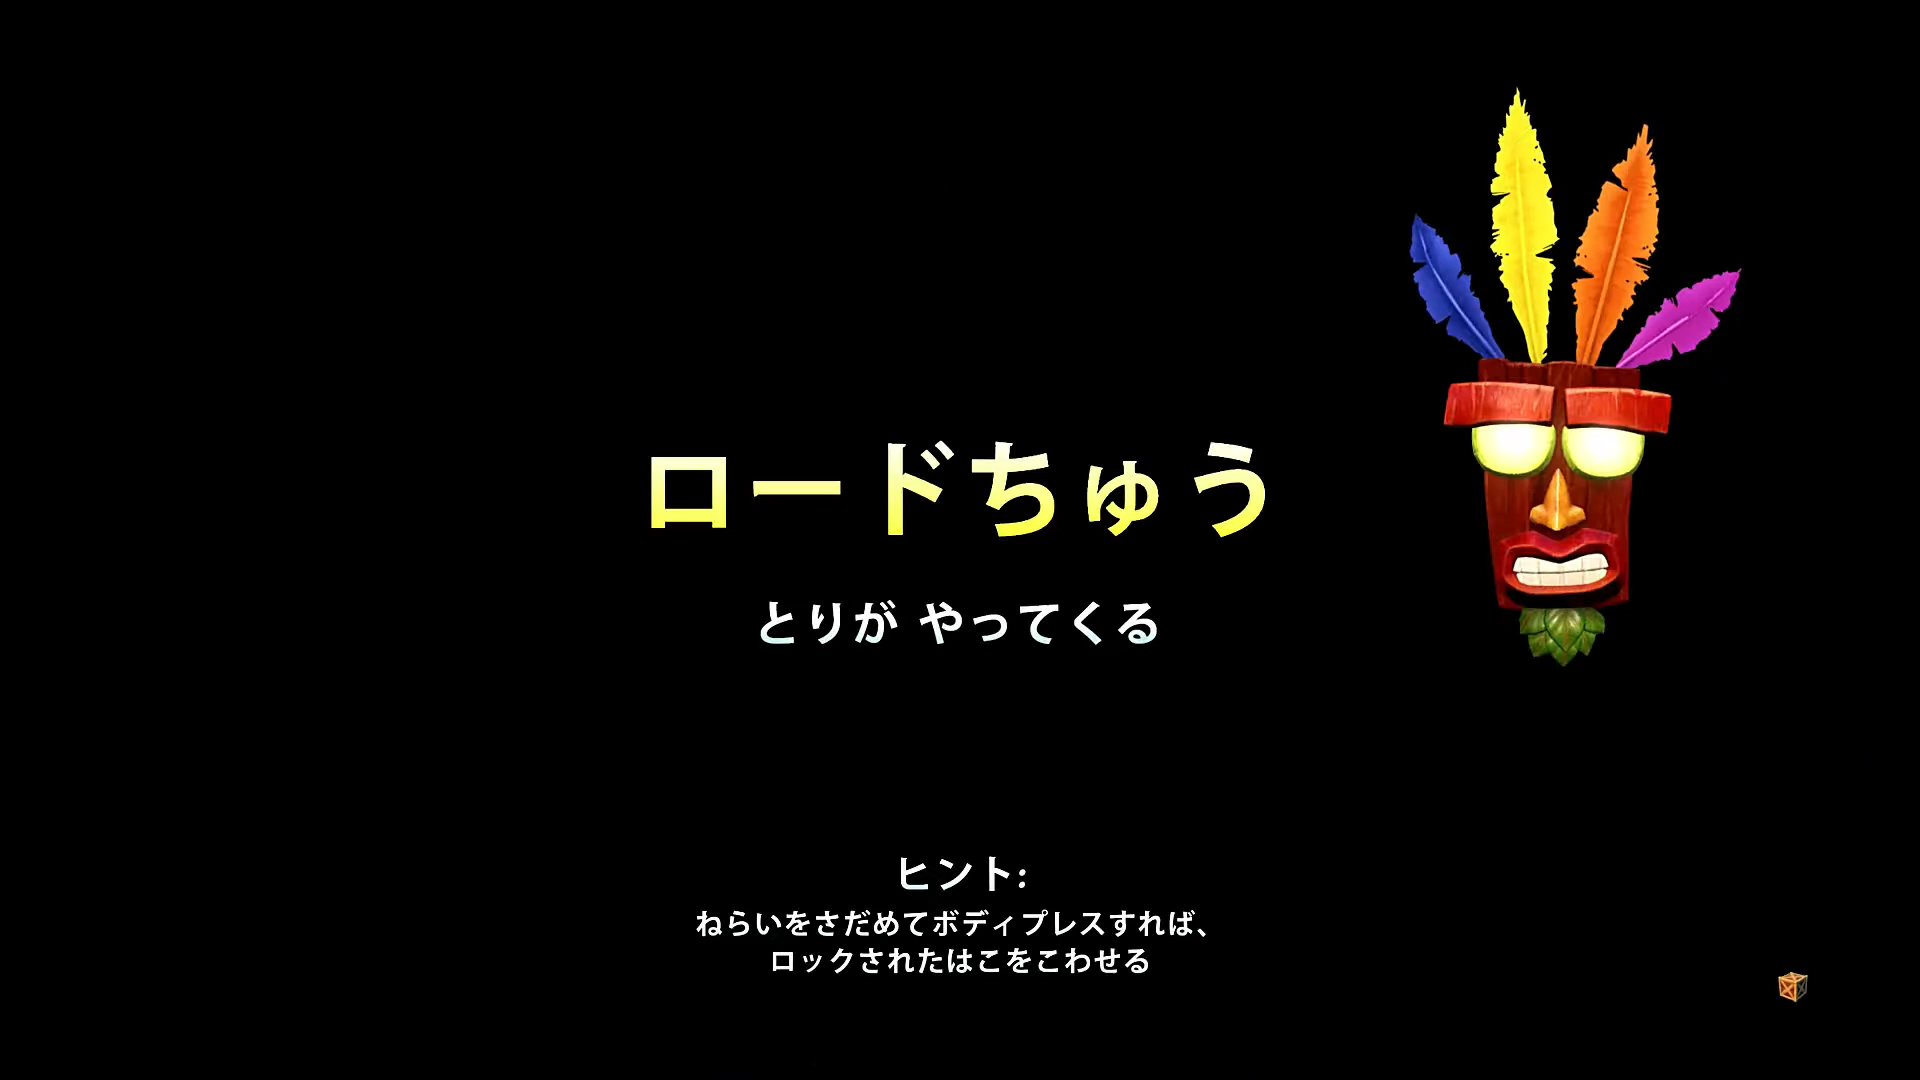 ロードちゅう
とりが やってくる
ヒント:
ねらいをさだめてボディプレスすれば、
ロックされたはこをこわせる